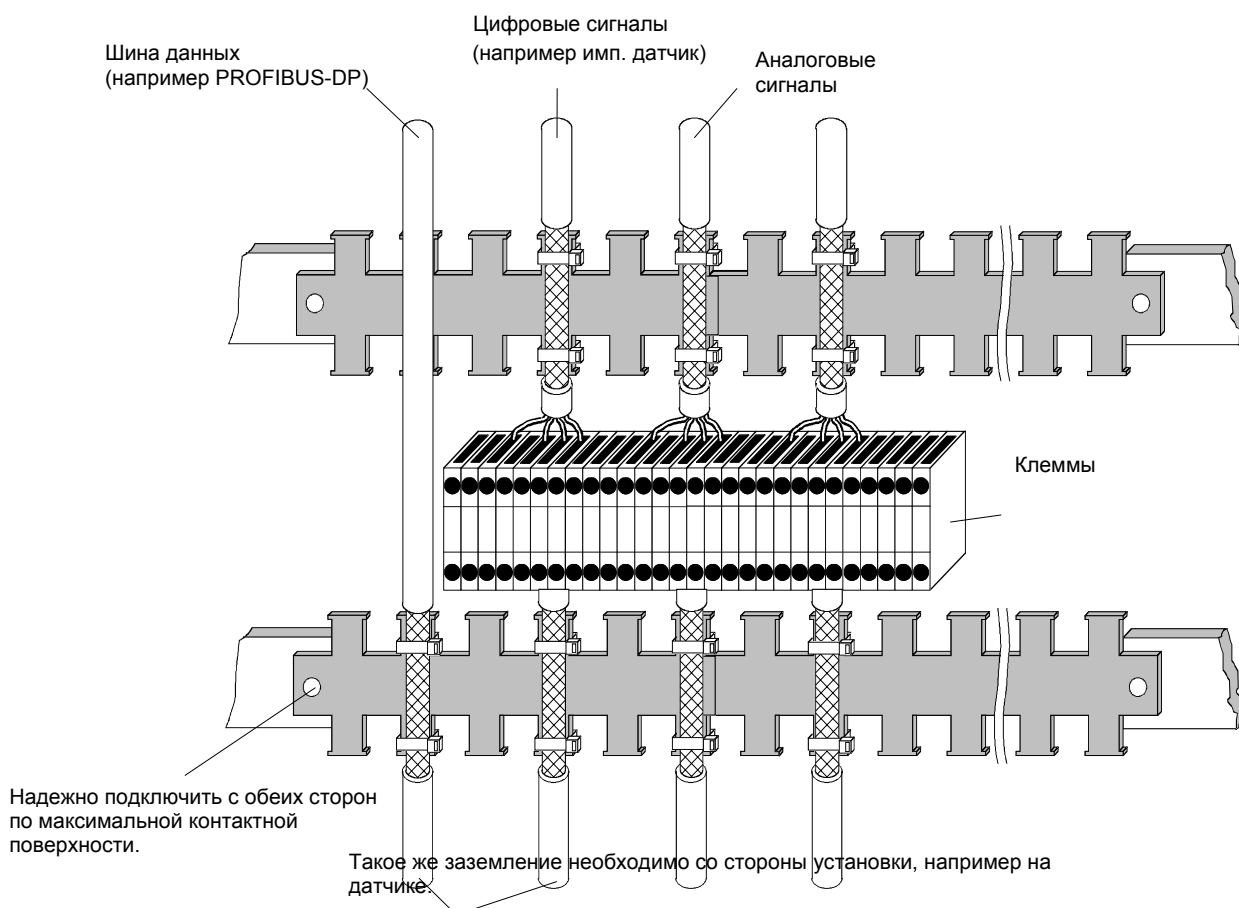 Цифровые сигналы
(например имп. датчик)
Шина данных
(например PROFIBUS-DP)
Аналоговые
сигналы
Клеммы
Надежно подключить с обеих сторон
по максимальной контактной
поверхности.
Такое же заземление необходимо со стороны установки, например на
датчике.